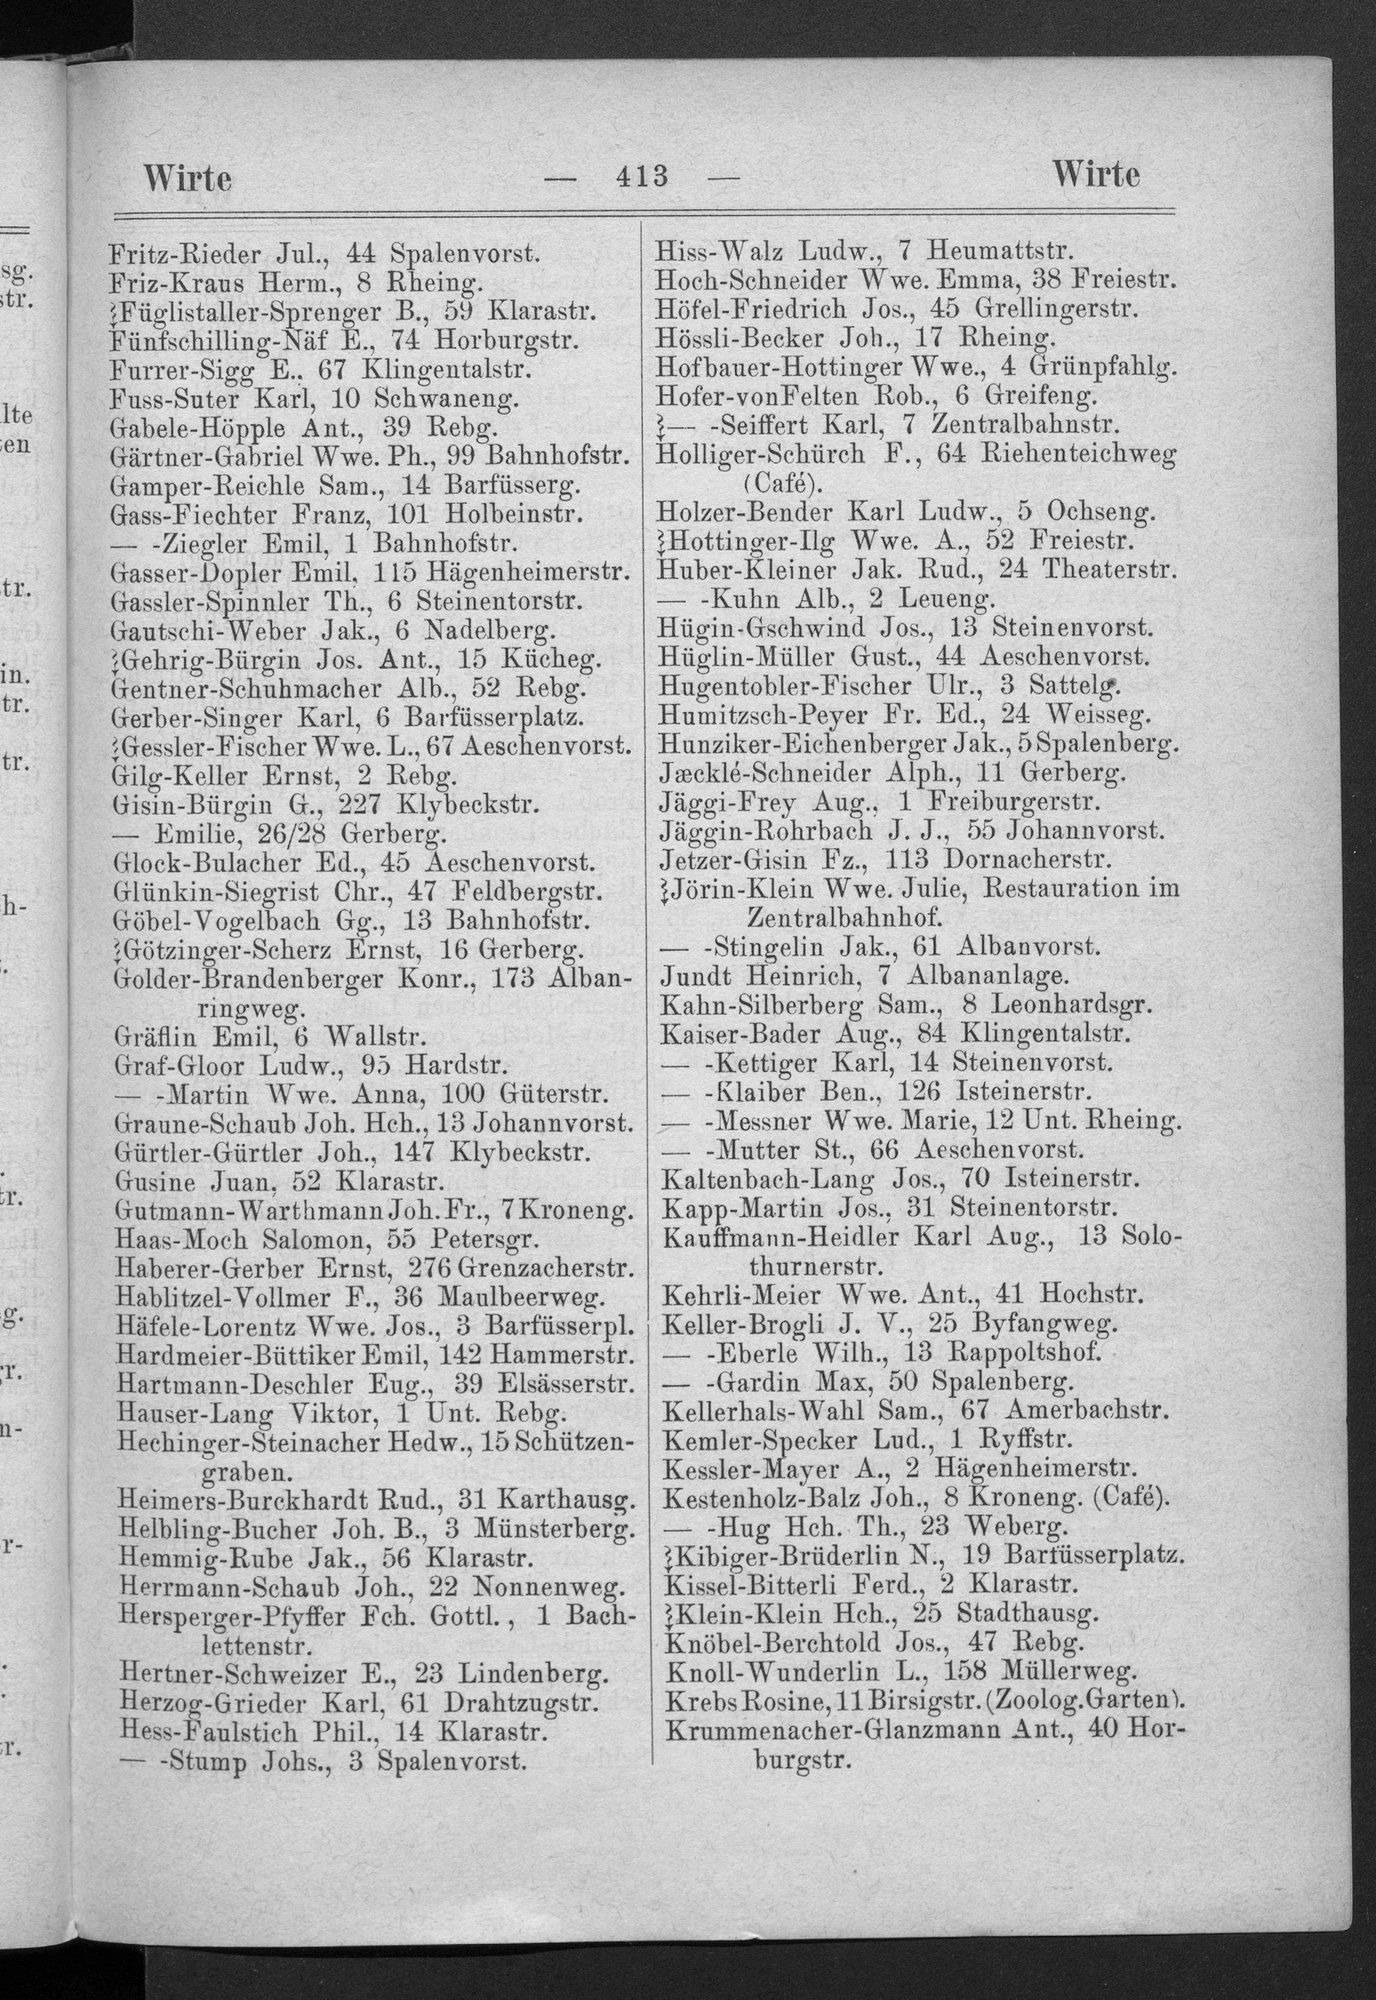 Wirte — 413 — Wirte
Fritz-Rieder Jul., 44 Spalenvorst.
Friz-Kraus Herm., 8 Rheing.
Füglistaller-Sprenger B., 59 Klarastr.
Fünfschilling-Näf E., 74 Horburgstr.
Furrer-Sigg E., 67 Klingentalstr.
Fuss-Suter Karl, 10 Schwaneng.
Gabele-Höpple Ant., 39 Rebg.
Gärtner-Gabriel Wwe. Ph., 99 Bahnhofstr.
Gamper-Reichle Sam., 14 Barfüsserg.
Gass-Fiechter Franz, 101 Holbeinstr.
— -Ziegler Emil, 1 Bahnhofstr.
Gasser-Dopler Emil, 115 Hägenheimerstr.
Gassler-Spinnler Th., 6 Steinentorstr.
Gautschi-Weber Jak., 6 Nadelberg.
Gehrig-Bürgin Jos. Ant., 15 Kücheg.
Gentner-Schuhmacher Alb., 52 Rebg.
Gerber-Singer Karl, 6 Barfüsserplatz.
Gessler-Fischer Wwe. L., 67 Aeschenvorst.
Gilg-Keller Ernst, 2 Rebg.
Gisin-Bürgin G., 227 Klybeckstr.
— Emilie, 26/28 Gerberg.
Glock-Bulacher Ed., 45 Aeschenvorst.
Glünkin-Siegrist Chr., 47 Feldbergstr.
Göbel-Vogelbach Gg., 13 Bahnhofstr.
Götzinger-Scherz Ernst, 16 Gerberg.
Golder-Brandenberger Konr., 173 Alban-
ringweg.
Gräflin Emil, 6 Wallstr.
Graf-Gloor Ludw., 95 Hardstr.
— -Martin Wwe. Anna, 100 Güterstr.
Graune-Schaub Joh. Hch., 13 Johannvorst.
Gürtler-Gürtler Joh., 147 Klybeckstr.
Gusine Juan, 52 Klarastr.
Gutmann-Warthmann Joh. Fr., 7 Kroneng.
Haas-Moch Salomon, 55 Petersgr.
Haberer-Gerber Ernst, 276 Grenzacherstr.
Hablitzel-Vollmer F., 36 Maulbeerweg.
Häfele-Lorentz Wwe. Jos., 3 Barfüsserpl.
Hardmeier-Büttiker Emil, 142 Hammerstr.
Hartmann-Deschler Eug., 39 Elsässerstr.
Hauser-Lang Viktor, 1 Unt. Rebg.
Hechinger-Steinacher Hedw., 15 Schützen-
graben.
Heimers-Burckhardt Rud., 31 Karthausg.
Helbling-Bucher Joh. B., 3 Münsterberg.
Hemmig-Rube Jak., 56 Klarastr.
Herrmann-Schaub Joh., 22 Nonnenweg.
Hersperger-Pfyffer Fch. Gottl., 1 Bach-
lettenstr.
Hertner-Schweizer E., 23 Lindenberg.
Herzog-Grieder Karl, 61 Drahtzugstr.
Hess-Faulstich Phil., 14 Klarastr.
— -Stump Johs., 3 Spalenvorst.
Hiss-Walz Ludw., 7 Heumattstr.
Hoch-Schneider Wwe. Emma, 38 Freiestr.
Höfel-Friedrich Jos., 45 Grellingerstr.
Hössli-Becker Joh., 17 Rheing.
Hofbauer-Hottinger Wwe., 4 Grünpfahlg.
Hofer-vonFelten Rob., 6 Greifeng.
— -Seiffert Karl, 7 Zentralbahnstr.
Holliger-Schürch F., 64 Riehenteichweg
(Café).
Holzer-Bender Karl Ludw., 5 Ochseng.
Hottinger-Ilg Wwe. A., 52 Freiestr.
Huber-Kleiner Jak. Rud., 24 Theaterstr.
— -Kuhn Alb., 2 Leueng.
Hügin-Gschwind Jos., 13 Steinenvorst.
Hüglin-Müller Gust., 44 Aeschenvorst.
Hugentobler-Fischer Ulr., 3 Sattelg.
Humitzsch-Peyer Fr. Ed., 24 Weisseg.
Hunziker-Eichenberger Jak., 5 Spalenberg.
Jæcklé-Schneider Alph., 11 Gerberg.
Jäggi-Frey Aug., 1 Freiburgerstr.
Jäggin-Rohrbach J. J., 55 Johannvorst.
Jetzer-Gisin Fz., 113 Dornacherstr.
Jörin-Klein Wwe. Julie, Restauration im
Zentralbahnhof.
— -Stingelin Jak., 61 Albanvorst.
Jundt Heinrich, 7 Albananlage.
Kahn-Silberberg Sam., 8 Leonhardsgr.
Kaiser-Bader Aug., 84 Klingentalstr.
— -Kettiger Karl, 14 Steinenvorst.
— -Klaiber Ben., 126 Isteinerstr.
— -Messner Wwe. Marie, 12 Unt. Rheing.
— -Mutter St., 66 Aeschenvorst.
Kaltenbach-Lang Jos., 70 Isteinerstr.
Kapp-Martin Jos., 31 Steinentorstr.
Kauffmann-Heidler Karl Aug., 13 Solo-
thurnerstr.
Kehrli-Meier Wwe. Ant., 41 Hochstr.
Keller-Brogli J. V., 25 Byfangweg.
— -Eberle Wilh., 13 Rappoltshof.
— -Gardin Max, 50 Spalenberg.
Kellerhals-Wahl Sam., 67 Amerbachstr.
Kemler-Specker Lud., 1 Ryffstr.
Kessler-Mayer A., 2 Hägenheimerstr.
Kestenholz-Balz Joh., 8 Kroneng. (Café).
— -Hug Hch. Th., 23 Weberg.
Kibiger-Brüderlin N., 19 Barfüsserplatz.
Kissel-Bitterli Ferd., 2 Klarastr.
Klein-Klein Hch., 25 Stadthausg.
Knöbel-Berchtold Jos., 47 Rebg.
Knoll-Wunderlin L., 158 Müllerweg.
Krebs Rosine, 11 Birsigstr. (Zoolog. Garten).
Krummenacher-Glanzmann Ant., 40 Hor-
burgstr.